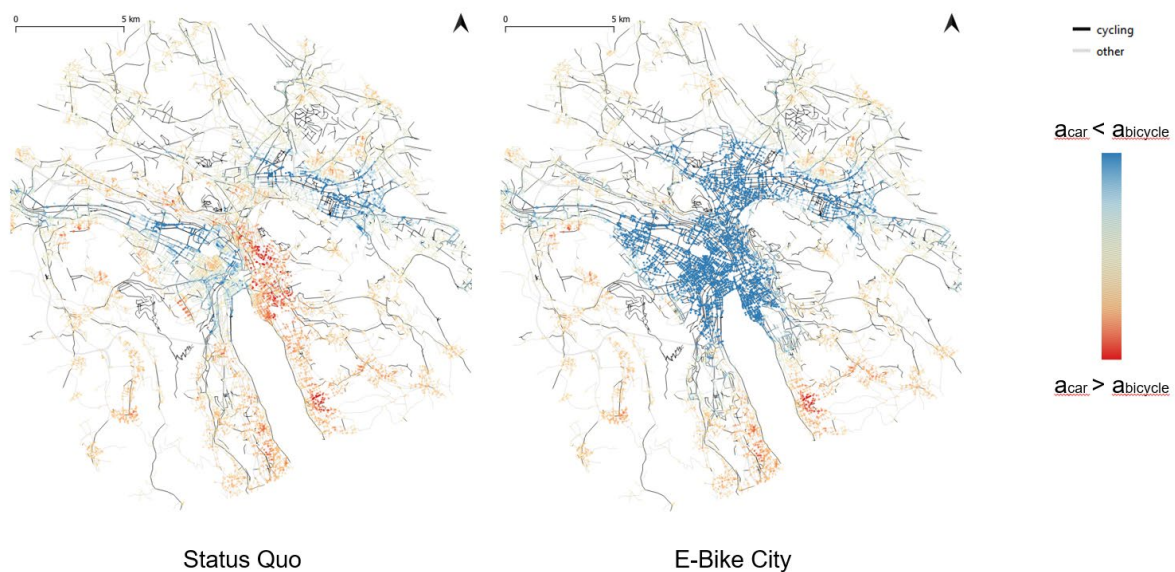 0 5 km
0 5 km
cycling
other
acar < abicycle
acar > abicycle
Status Quo
E-Bike City